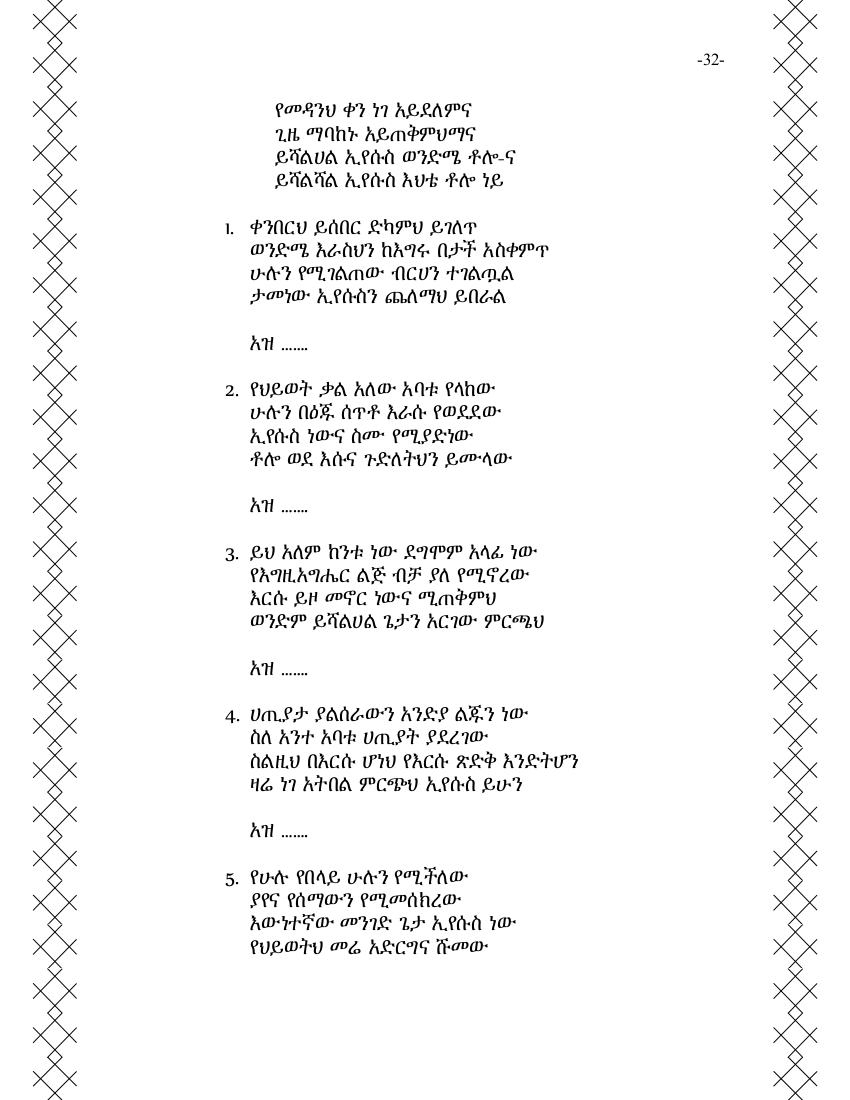 -32-
የመዳንህ ቀን ነገ አይደለምና
ጊዜ ማባከኑ አይጠቅምህማና
ይሻልሀል ኢየሱስ ወንድሜ ቶሎ-ና
ይሻልሻል ኢየሱስ እህቴ ቶሎ ነይ
1. ቀንበርህ ይሰበር ድካምህ ይገለጥ
ወንድሜ እራስህን ከእግሩ በታች አስቀምጥ
ሁሉን የሚገልጠው ብርሀን ተገልጧል
ታመነው ኢየሱስን ጨለማህ ይበራል
አዝ .......
2. የህይወት ቃል አለው አባቱ የላከው
ሁሉን በዕጁ ሰጥቶ እራሱ የወደደው
ኢየሱስ ነውና ስሙ የሚያድነው
ቶሎ ወደ እሱና ጉድለትህን ይሙላው
አዝ .......
3. ይህ አለም ከንቱ ነው ደግሞም አላፊ ነው
የእግዚአግሔር ልጅ ብቻ ያለ የሚኖረው
እርሱ ይዞ መኖር ነውና ሚጠቅምህ
ወንድም ይሻልሀል ጌታን አርገው ምርጫህ
አዝ .......
4. ሀጢያታ ያልሰራውን አንድያ ልጁን ነው
ስለ አንተ አባቱ ሀጢያት ያደረገው
ስልዚህ በእርሱ ሆነህ የእርሱ ጽድቅ እንድትሆን
ዛሬ ነገ አትበል ምርጭህ ኢየሱስ ይሁን
አዝ .......
5. የሁሉ የበላይ ሁሉን የሚችለው
ያየና የሰማውን የሚመሰክረው
እውነተኛው መንገድ ጌታ ኢየሱስ ነው
የህይወትህ መሬ አድርግና ሹመው